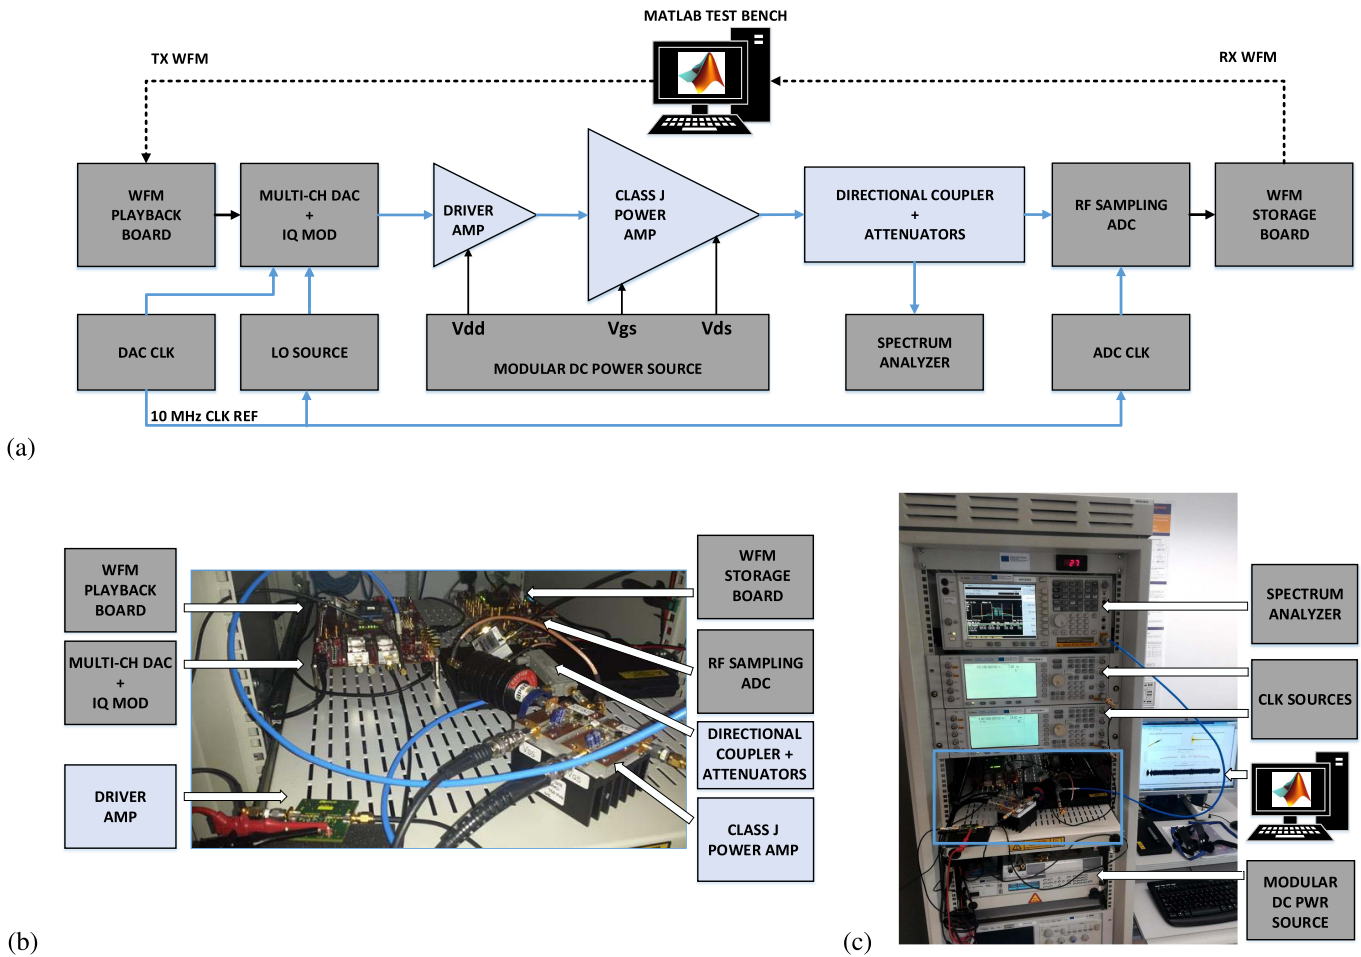 MATLAB TEST BENCH
TX WFM
RX WFM
WFM
PLAYBACK
BOARD
MULTI-CH DAC
+
IQ MOD
DRIVER
AMP
CLASS J
POWER
AMP
DIRECTIONAL COUPLER
+
ATTENUATORS
RF SAMPLING
ADC
WFM
STORAGE
BOARD
DAC CLK
LO SOURCE
Vdd
Vgs
Vds
MODULAR DC POWER SOURCE
SPECTRUM
ANALYZER
ADC CLK
10 MHz CLK REF
(a)
WFM
PLAYBACK
BOARD
MULTI-CH DAC
+
IQ MOD
DRIVER
AMP
WFM
STORAGE
BOARD
RF SAMPLING
ADC
DIRECTIONAL
COUPLER +
ATTENUATORS
CLASS J
POWER AMP
Vgs
(b)
27
SPECTRUM
ANALYZER
CLK SOURCES
MODULAR
DC PWR
SOURCE
(c)